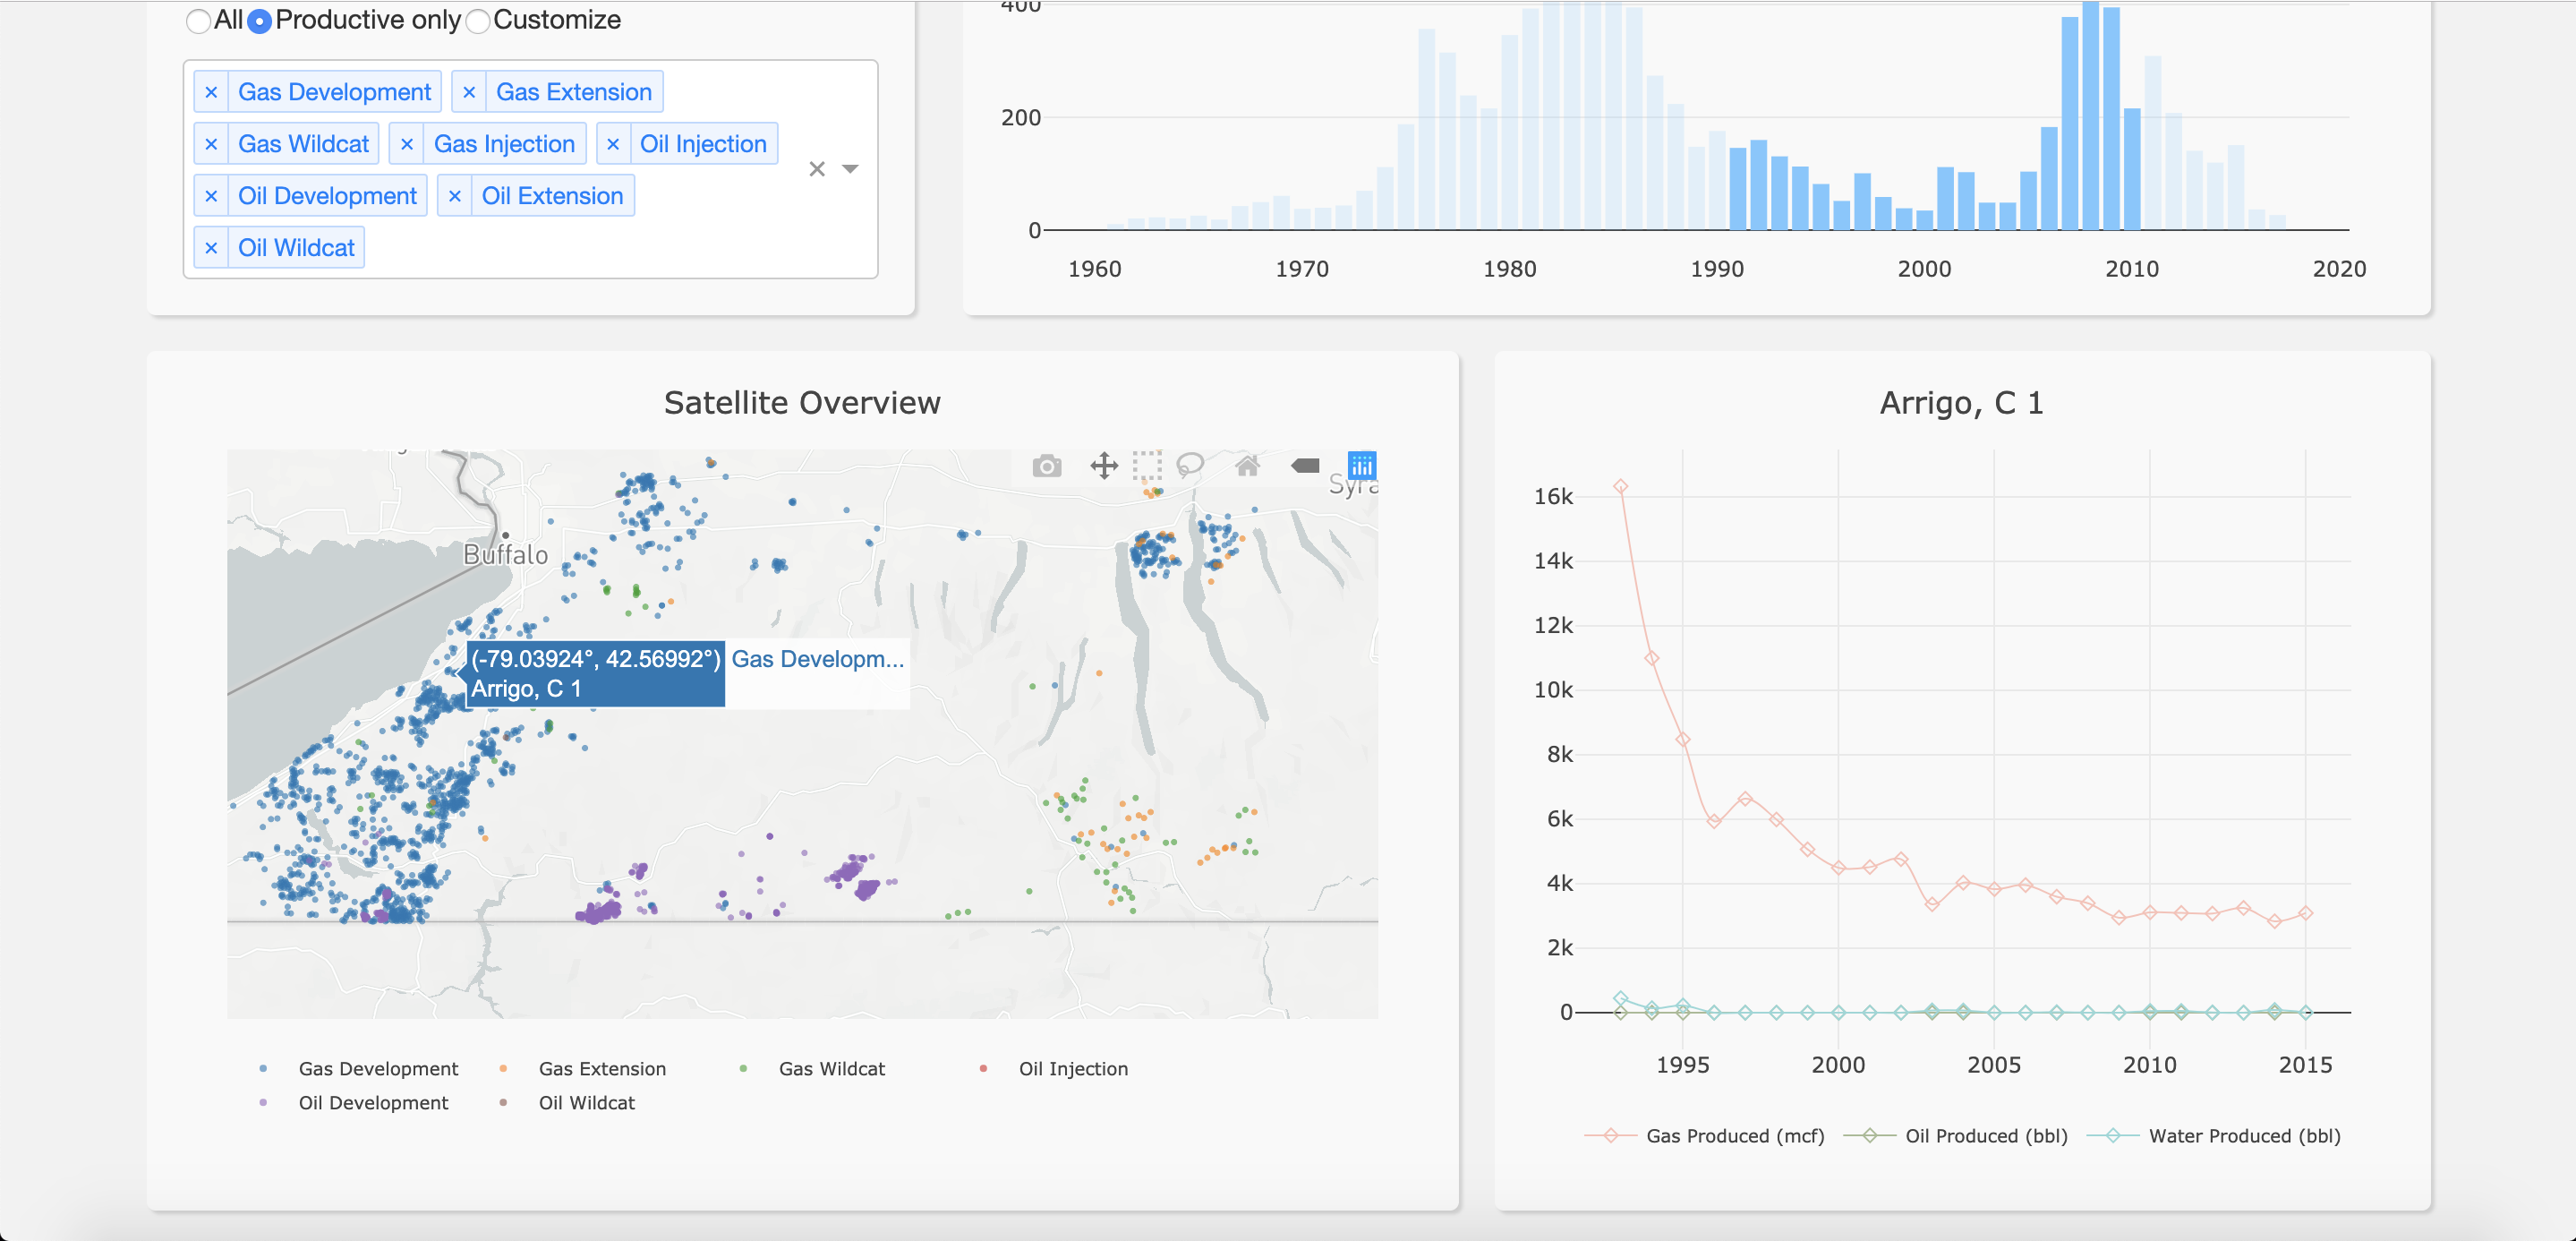 All Productive only Customize
× Gas Development × Gas Extension
× Gas Wildcat × Gas Injection × Oil Injection
× Oil Development × Oil Extension
× Oil Wildcat
400
200
0
1960 1970 1980 1990 2000 2010 2020
Satellite Overview
Buffalo
(-79.03924°, 42.56992°) Gas Developm...
Arrigo, C 1
Gas Development Gas Extension Gas Wildcat Oil Injection
Oil Development Oil Wildcat
Arrigo, C 1
16k
14k
12k
10k
8k
6k
4k
2k
0
1995 2000 2005 2010 2015
Gas Produced (mcf) Oil Produced (bbl) Water Produced (bbl)